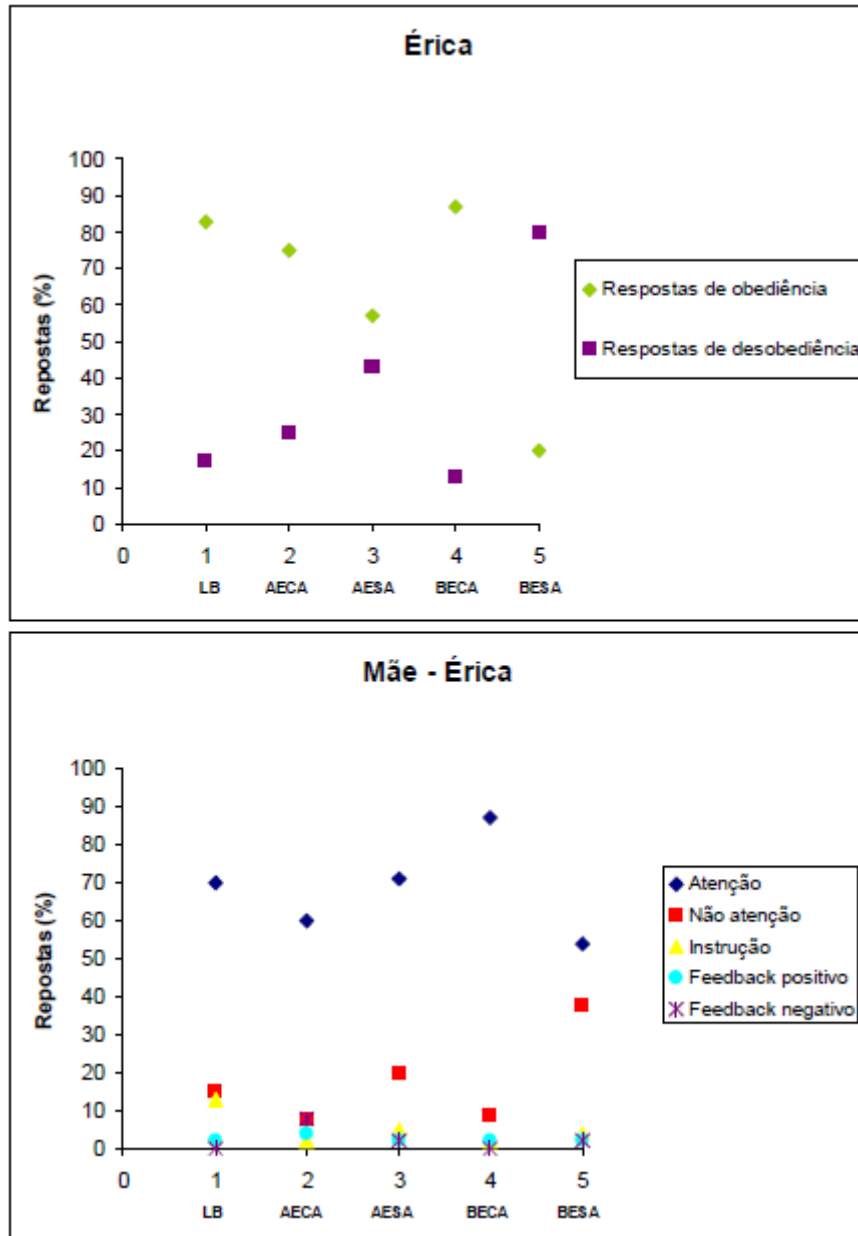 Érica
100
90
80
70
60
50
40
30
20
10
0
Repostas (%)
0 1 2 3 4 5
LB AECA AESA BECA BESA
Respostas de obediência
Respostas de desobediência
Mãe - Érica
100
90
80
70
60
50
40
30
20
10
0
Repostas (%)
0 1 2 3 4 5
LB AECA AESA BECA BESA
Atenção
Não atenção
Instrução
Feedback positivo
Feedback negativo